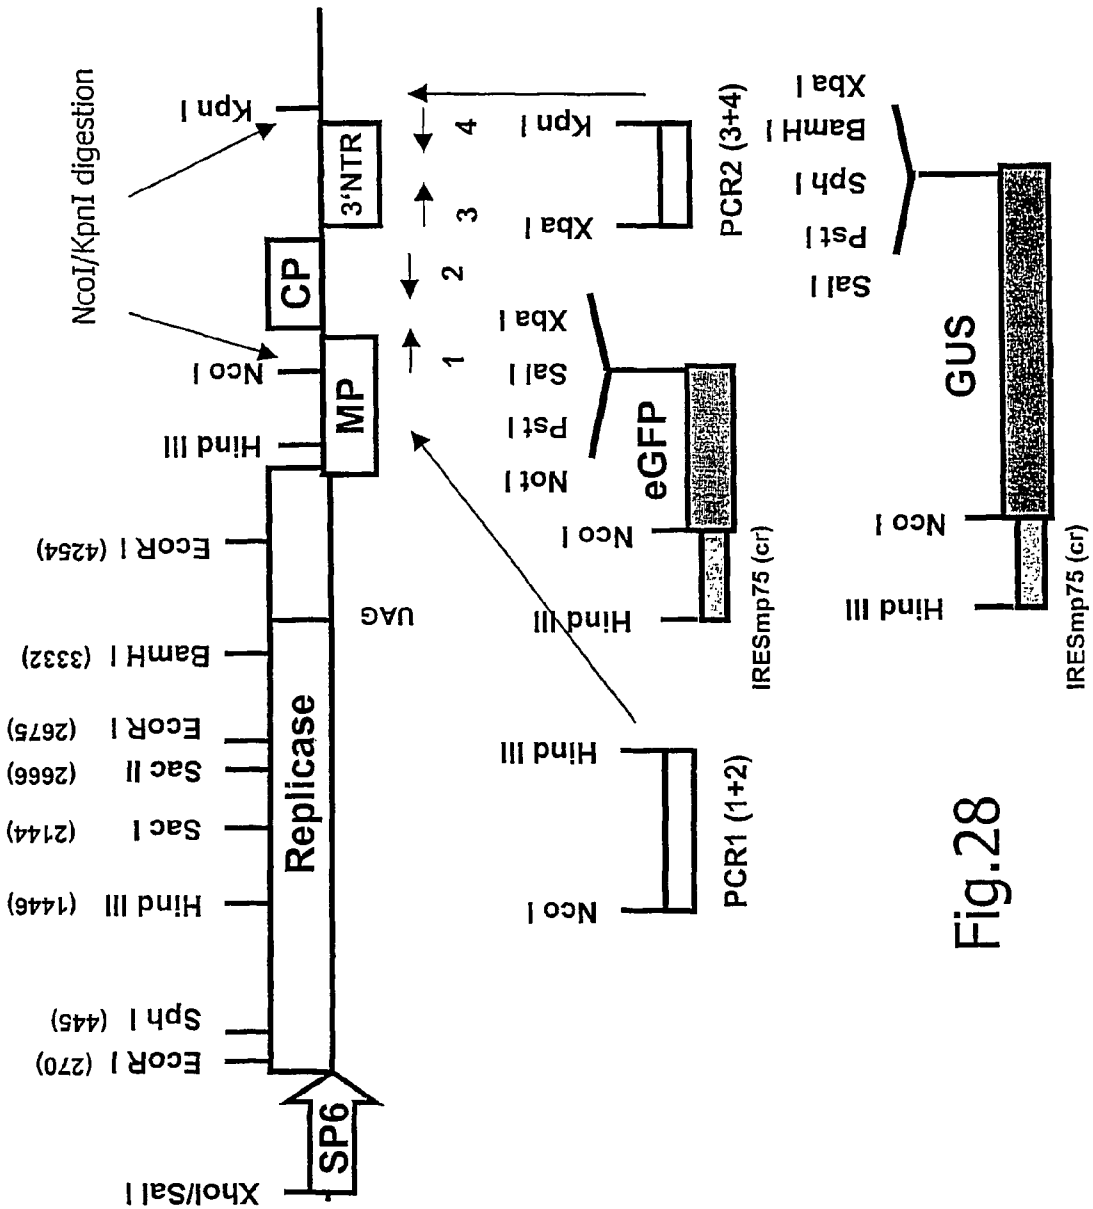 NcoI/KpnI digestion
(270)
(445)
(1446)
(2144)
(2666)
(2675)
(3332)
(4254)
XhoI/Sal I
EcoR I
Sph I
Hind III
Sac I
Sac II
EcoR I
BamH I
EcoR I
Hind III
Nco I
Kpn I
SP6
Replicase
MP
CP
3'NTR
UAG
1
2
3
4
Nco I
Hind III
PCR1 (1+2)
Hind III
Nco I
Not I
Pst I
Sal I
Xba I
eGFP
IRESmp75 (cr)
Xba I
Kpn I
PCR2 (3+4)
Hind III
Nco I
Sal I
Pst I
Sph I
BamH I
Xba I
GUS
IRESmp75 (cr)
Fig.28